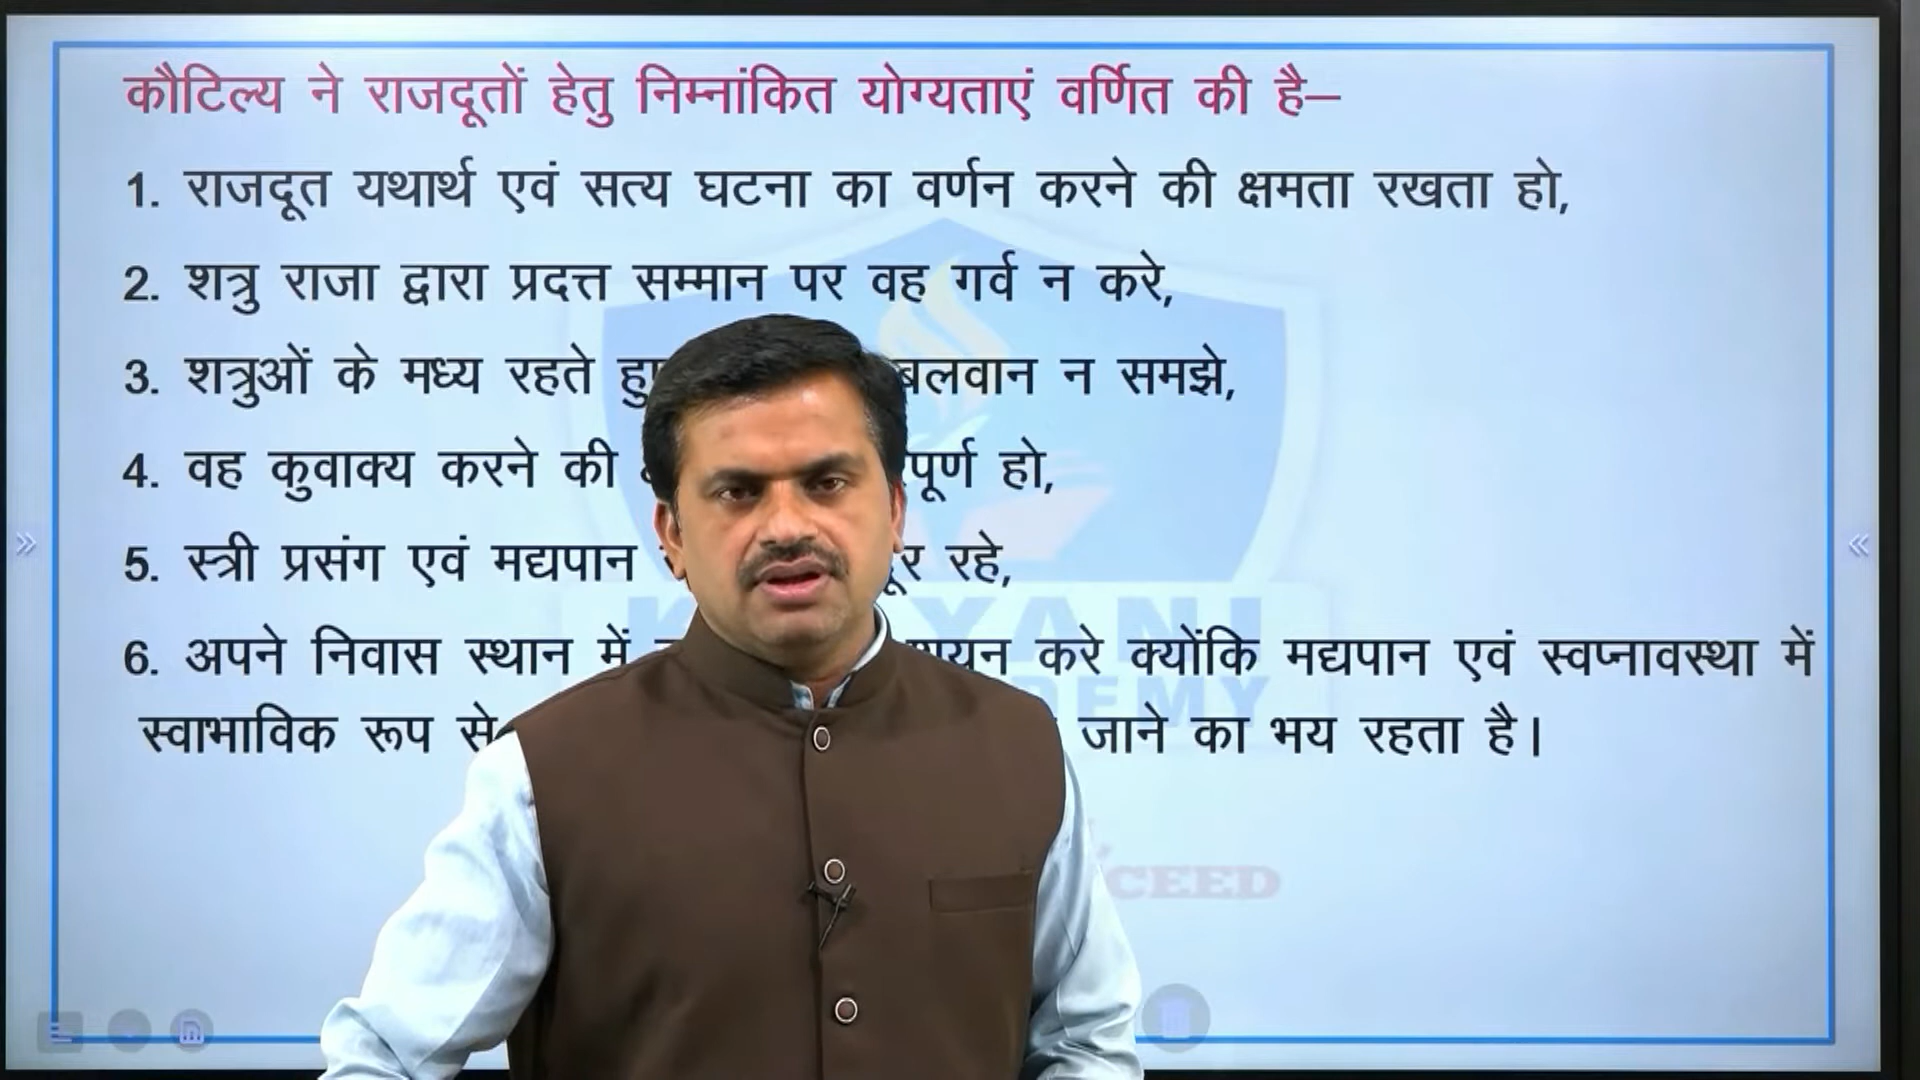 कौटिल्य ने राजदूतों हेतु निम्नांकित योग्यताएं वर्णित की है–
1. राजदूत यथार्थ एवं सत्य घटना का वर्णन करने की क्षमता रखता हो,
2. शत्रु राजा द्वारा प्रदत्त सम्मान पर वह गर्व न करे,
3. शत्रुओं के मध्य रहते बलवान न समझे,
4. वह कुवाक्य करने की पूर्ण हो,
5. स्त्री प्रसंग एवं मद्यपान रहे,
6. अपने निवास स्थान में शयन करे क्योंकि मद्यपान एवं स्वप्नावस्था में
स्वाभाविक रूप से जाने का भय रहता है।